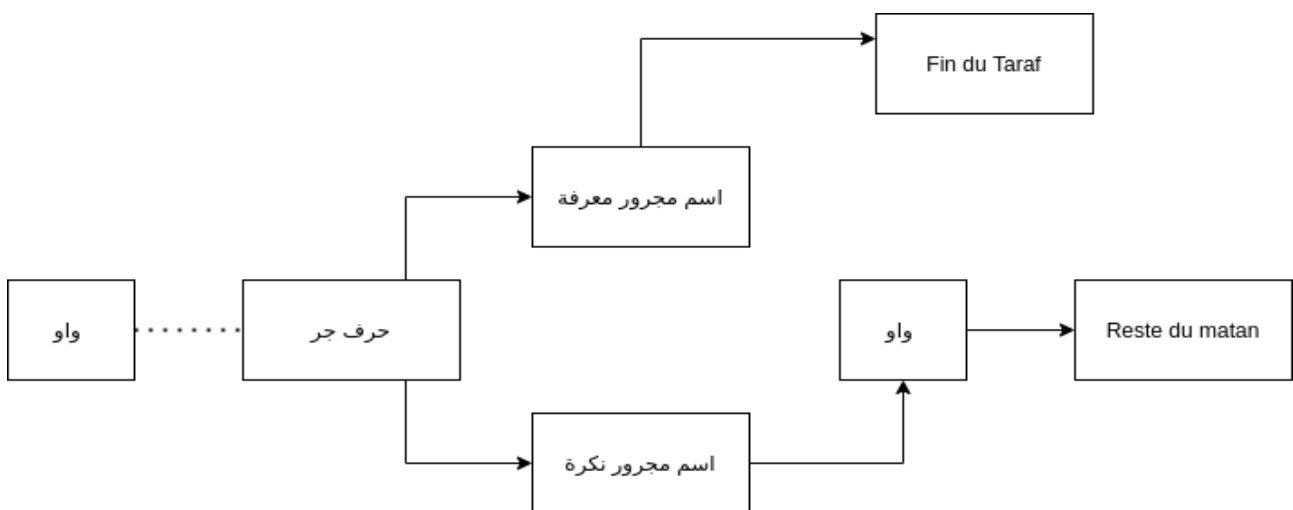 Fin du Taraf
اسم مجرور معرفة
واو
حرف جر
واو
Reste du matan
اسم مجرور نكرة